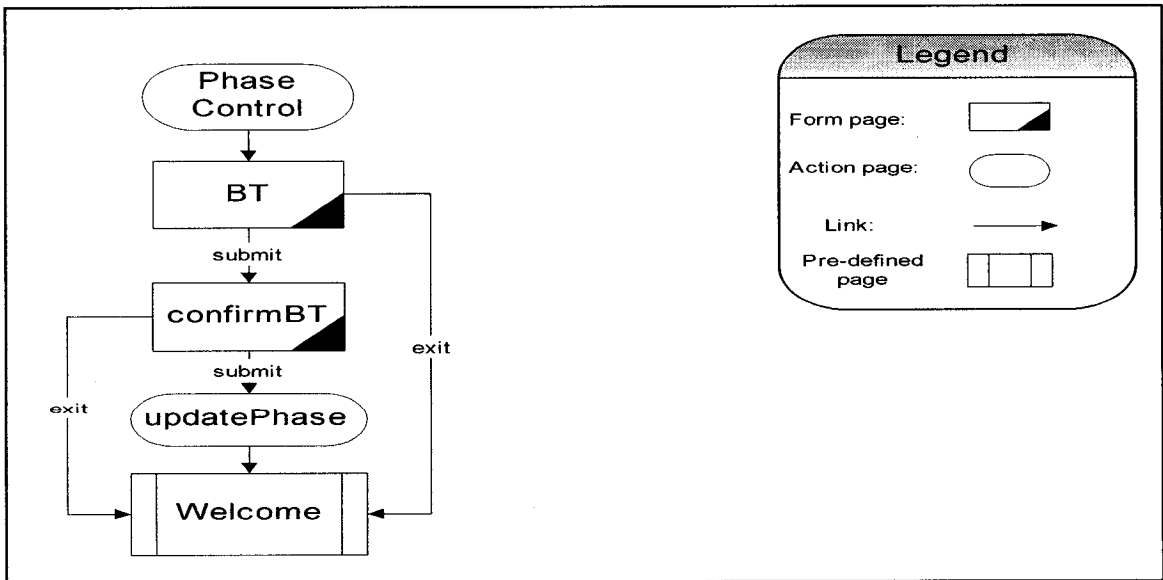 Phase
Control
BT
submit
confirmBT
exit
submit
exit
updatePhase
Welcome
Legend
Form page:
Action page:
Link:
Pre-defined
page